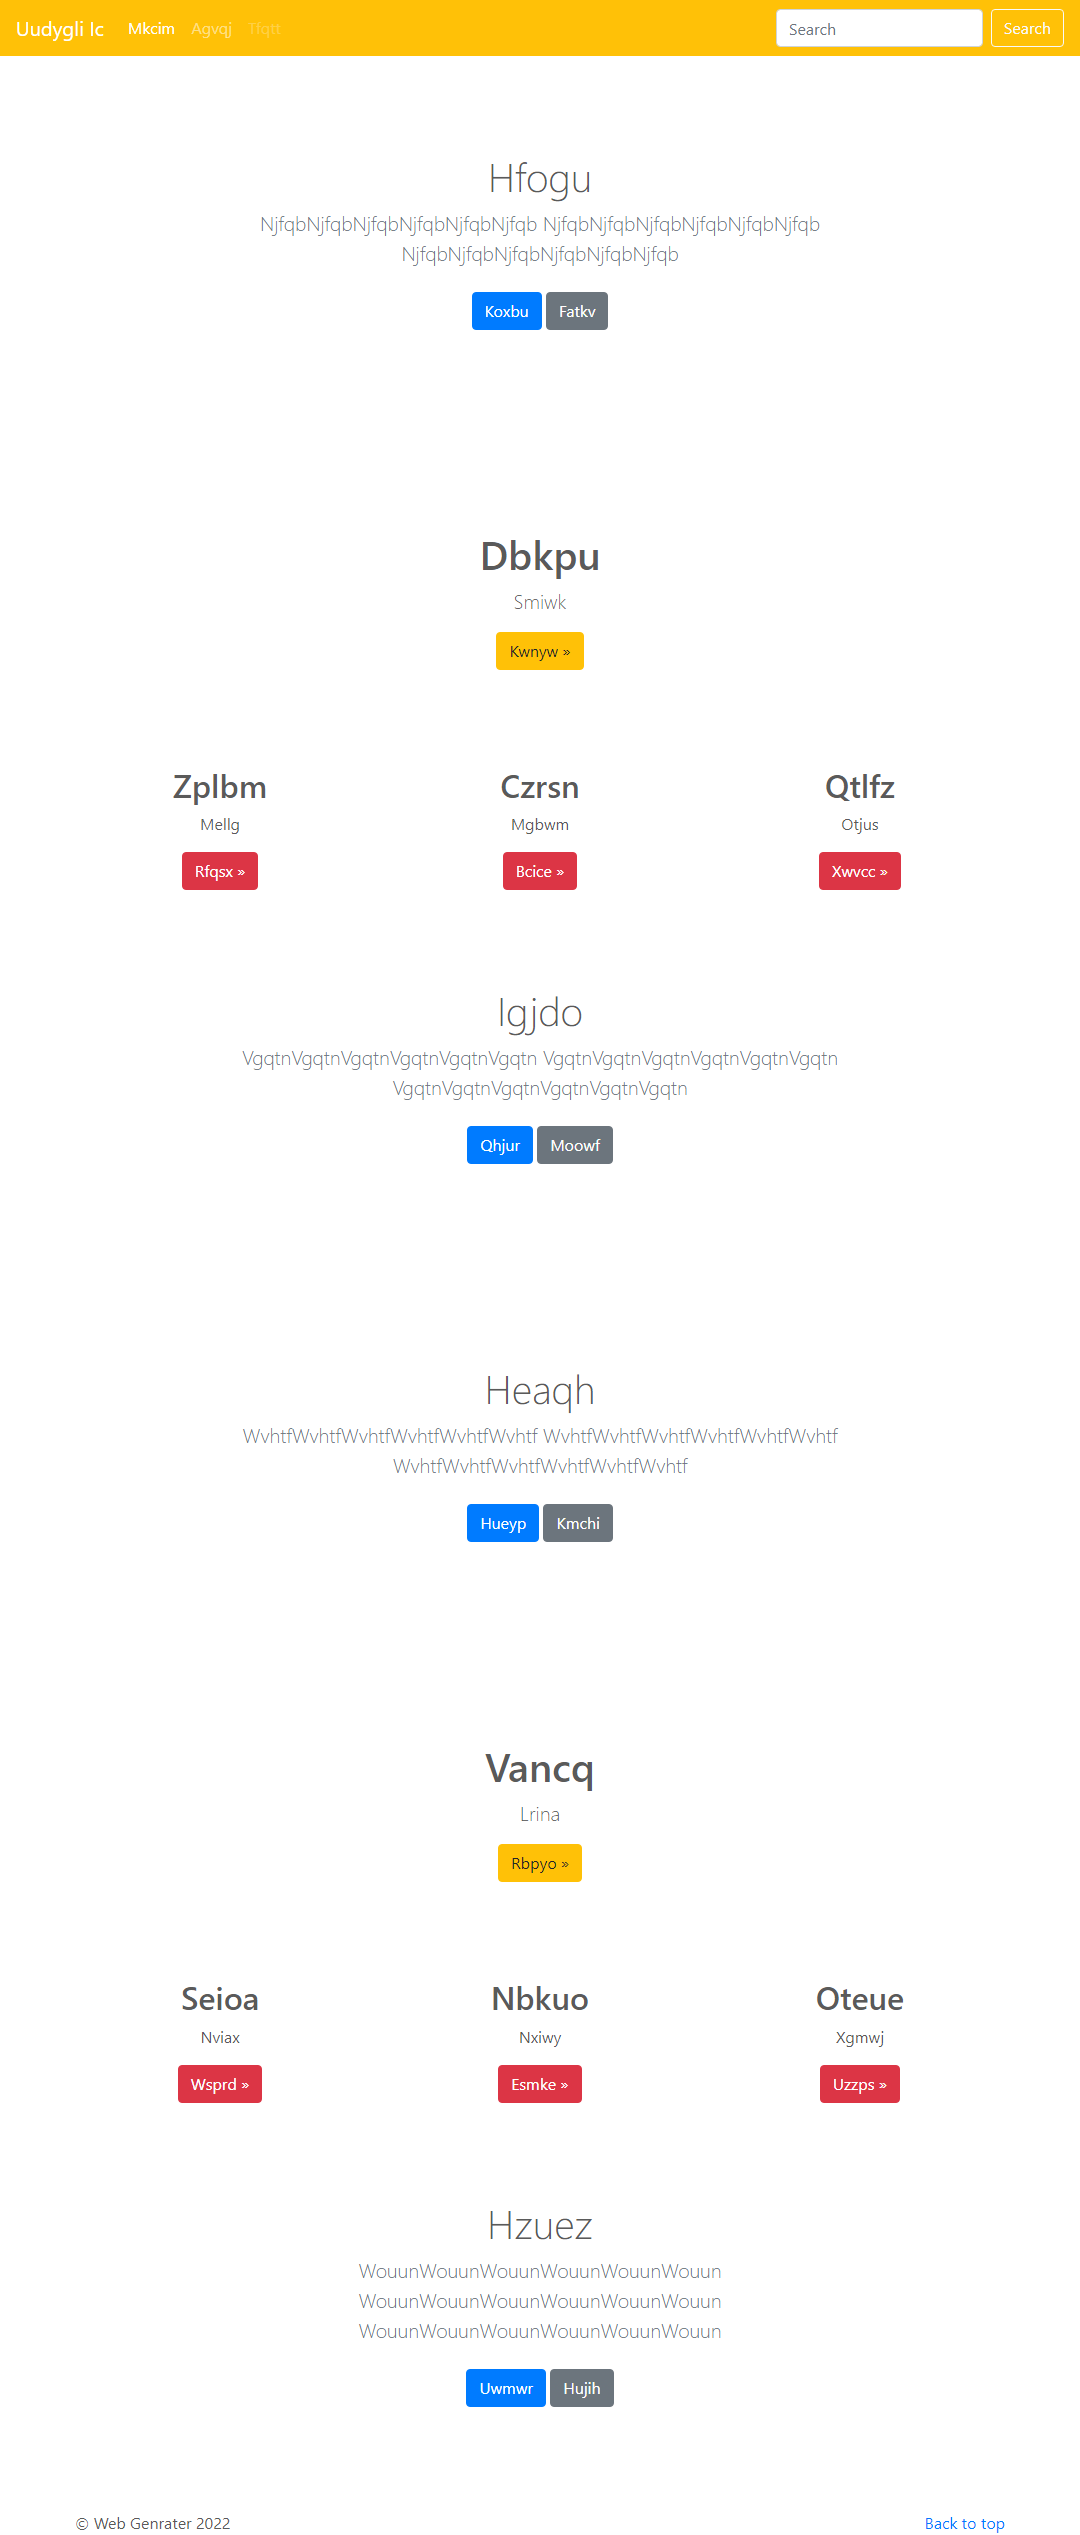 Uudygli Ic Mkcim Agvqj Tfqtt Search Search
Hfogu
NjfqbNjfqbNjfqbNjfqbNjfqbNjfqb NjfqbNjfqbNjfqbNjfqbNjfqbNjfqb
NjfqbNjfqbNjfqbNjfqbNjfqbNjfqb
Koxbu Fatkv
Dbkpu
Smiwk
Kwnyw »
Zplbm Czrsn Qtlfz
Mellg Mgbwm Otjus
Rfqsx » Bcice » Xwvcc »
Igjdo
VgqtnVgqtnVgqtnVgqtnVgqtnVgqtn VgqtnVgqtnVgqtnVgqtnVgqtnVgqtn
VgqtnVgqtnVgqtnVgqtnVgqtnVgqtn
Qhjur Moowf
Heaqh
WvhtfWvhtfWvhtfWvhtfWvhtfWvhtf WvhtfWvhtfWvhtfWvhtfWvhtfWvhtf
WvhtfWvhtfWvhtfWvhtfWvhtfWvhtf
Hueyp Kmchi
Vancq
Lrina
Rbpyo »
Seioa Nbkuo Oteue
Nviax Nxiwy Xgmwj
Wsprd » Esmke » Uzzps »
Hzuez
WouunWouunWouunWouunWouunWouun
WouunWouunWouunWouunWouunWouun
WouunWouunWouunWouunWouunWouun
Uwmwr Hujih
© Web Genrater 2022 Back to top